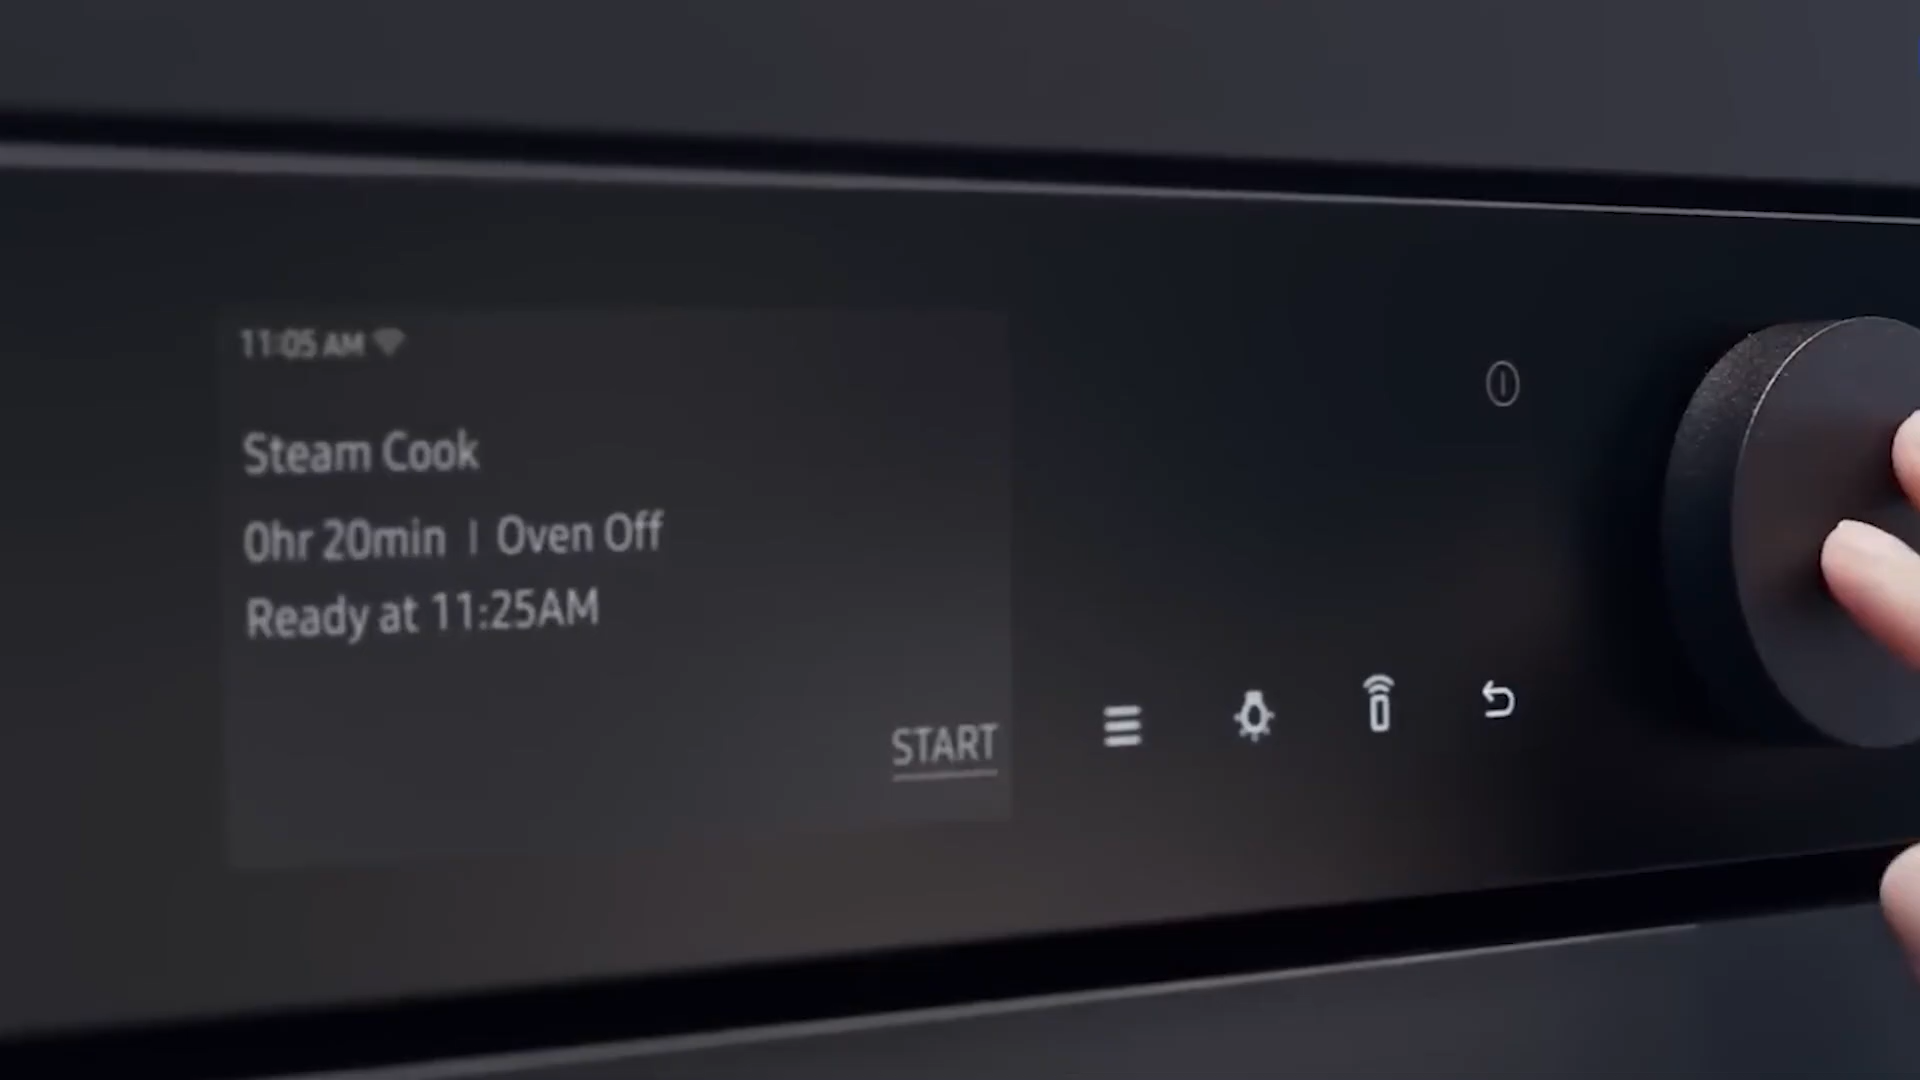 11:05 AM
Steam Cook
0hr 20min | Oven Off
Ready at 11:25AM
START